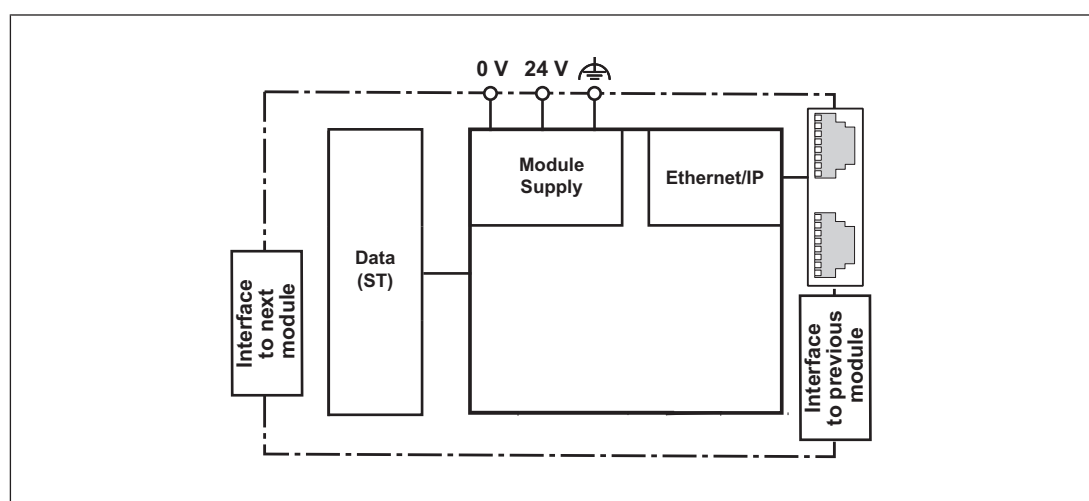 0 V 24 V
Module
Supply
Ethernet/IP
Data
(ST)
Interface
to next
module
Interface
to previous
module